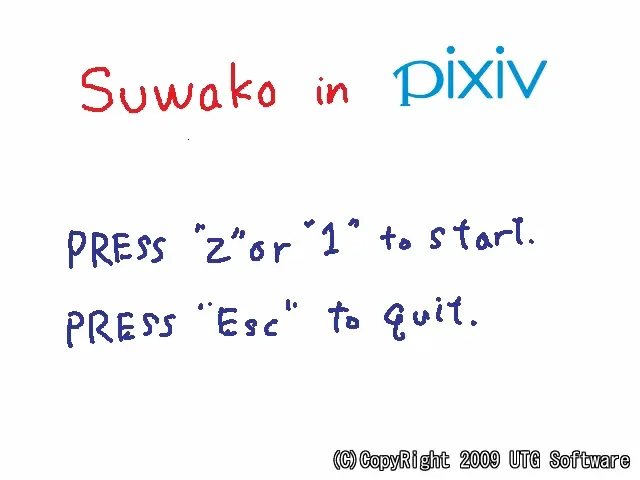 Suwako in pixiv
PRESS "Z" or "1" to start.
PRESS "Esc" to quit.
(C)CopyRight 2009 UTG Software